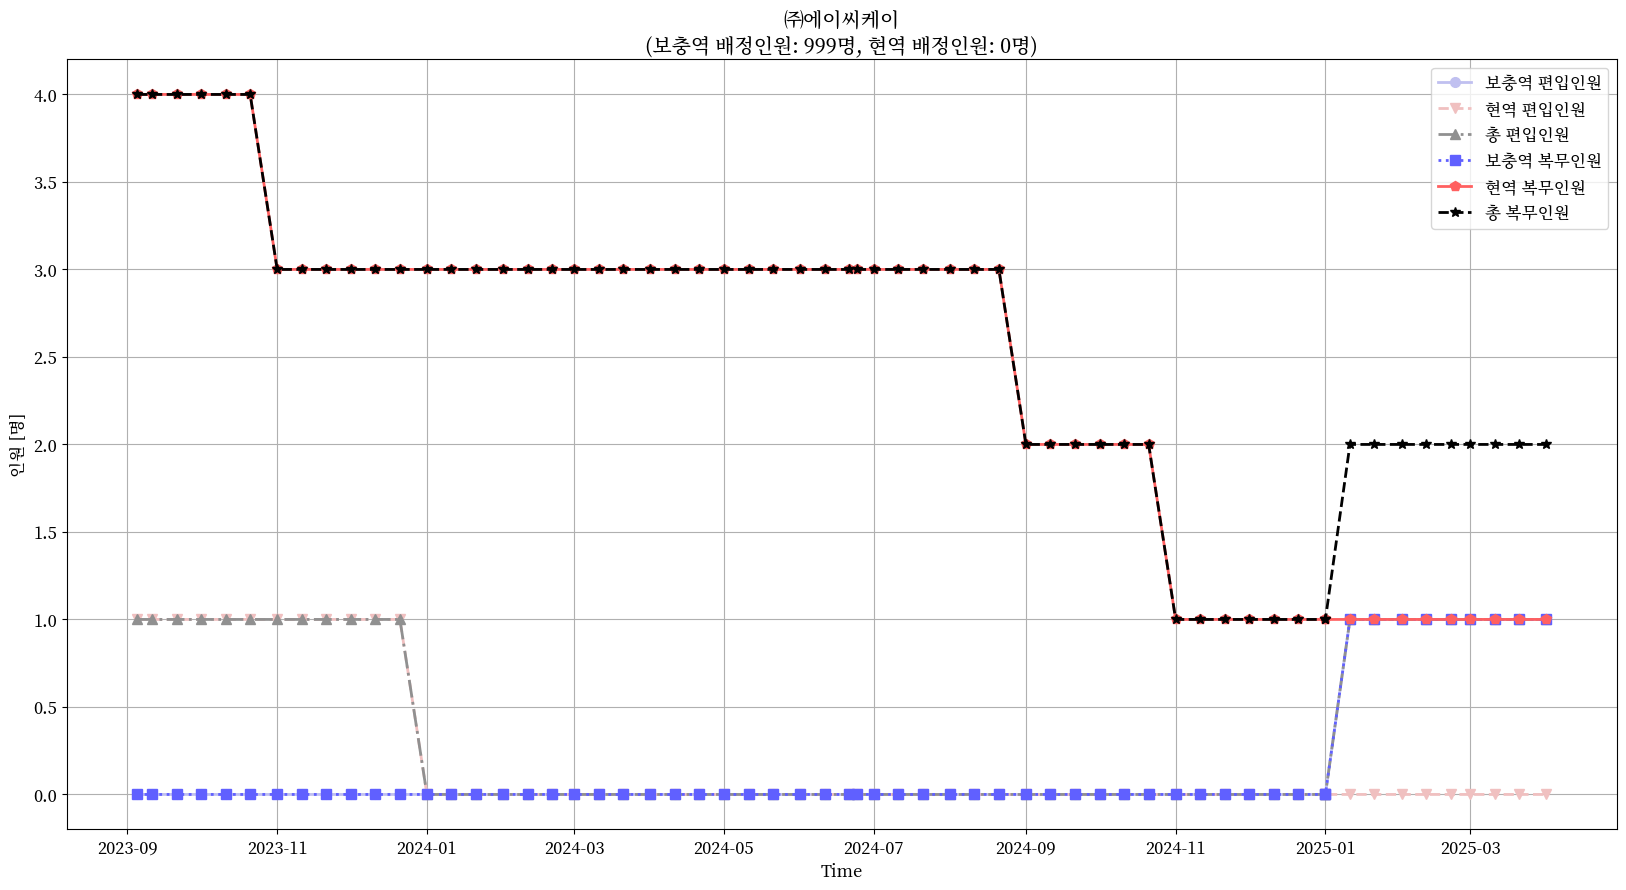 ㈜에이씨케이
(보충역 배정인원: 999명, 현역 배정인원: 0명)
보충역 편입인원
현역 편입인원
총 편입인원
보충역 복무인원
현역 복무인원
총 복무인원
인원 [명]
4.0
3.5
3.0
2.5
2.0
1.5
1.0
0.5
0.0
2023-09 2023-11 2024-01 2024-03 2024-05 2024-07 2024-09 2024-11 2025-01 2025-03
Time